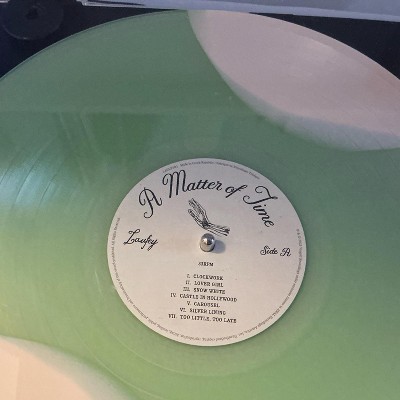 A Matter of Time
Laufey
Side A
33RPM
I. CLOCKWORK
II. LOVER GIRL
III. SNOW WHITE
IV. CASTLE IN HOLLYWOOD
V. CAROUSEL
VI. SILVER LINING
VII. TOO LITTLE, TOO LATE